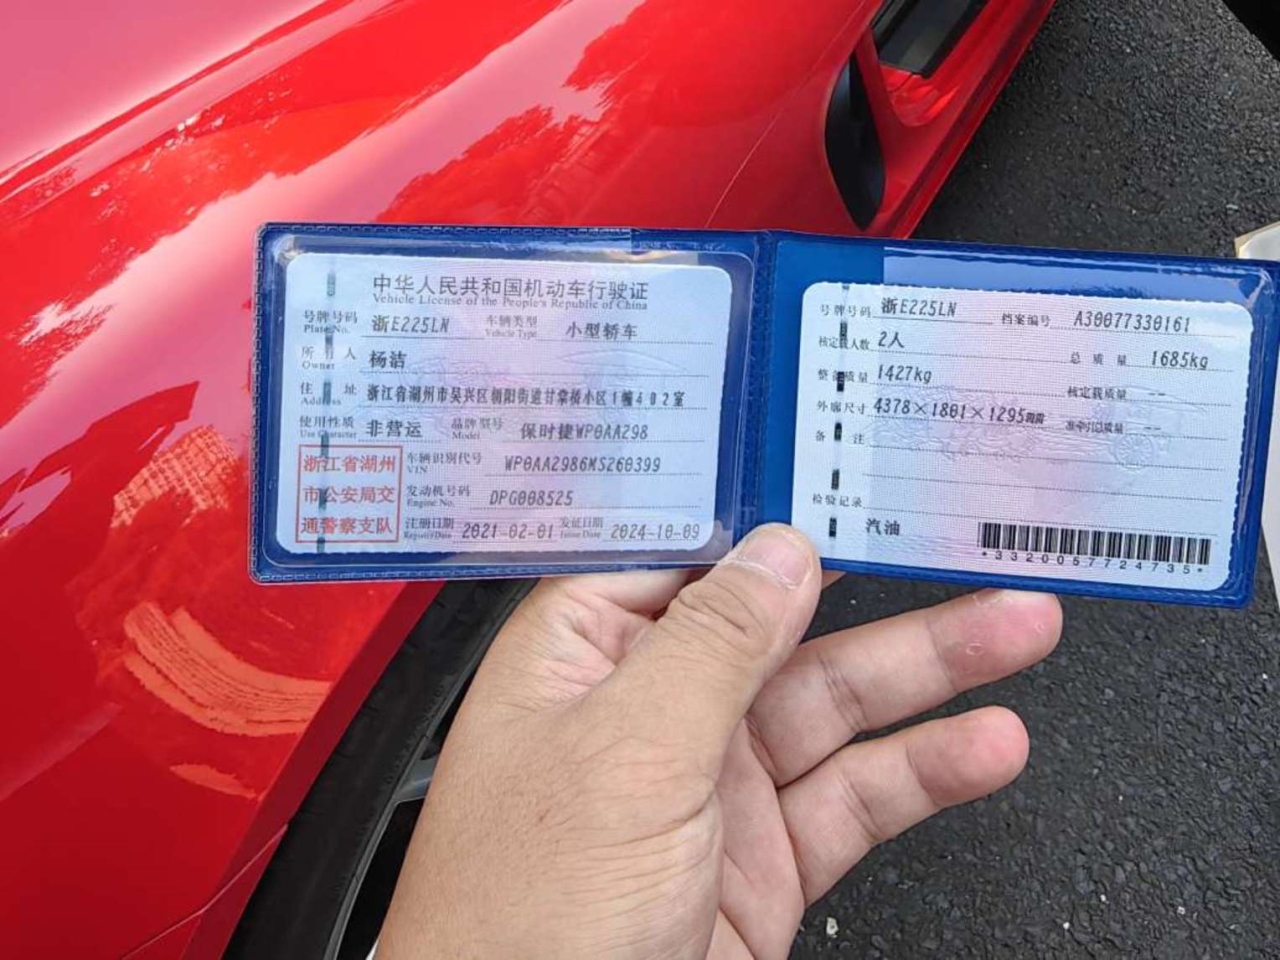 中华人民共和国机动车行驶证
Vehicle License of the People's Republic of China
号牌号码 浙E225LN 车辆类型 小型轿车
Plate No. Vehicle Type
所有人 杨洁
Owner
住址 浙江省湖州市吴兴区朝阳街道甘棠桥小区1幢402室
Address
使用性质 非营运 品牌型号 保时捷WP0AA298
Use Character Model
浙江省湖州
市公安局交
通警察支队
车辆识别代号 WP0AA2986MS260399
VIN
发动机号码 DPG008525
Engine No.
注册日期 2021-02-01 发证日期 2024-10-09
Register Date Issue Date
号牌号码 浙E225LN 档案编号 A30077330161
核定载人数 2人 总质量 1685kg
整备质量 1427kg 核定载质量 --
外廓尺寸 4378×1801×1295mm 准牵引总质量 --
备注
检验记录
汽油
*3320057724735*